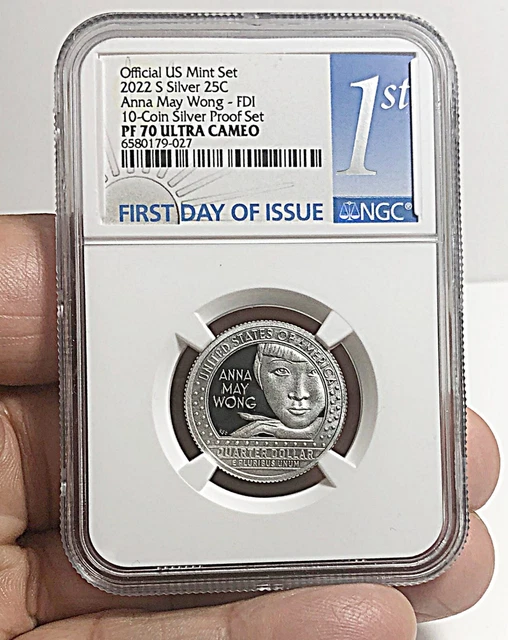 Official US Mint Set
2022 S Silver 25C
Anna May Wong - FDI
10-Coin Silver Proof Set
PF 70 ULTRA CAMEO
6580179-027
FIRST DAY OF ISSUE
1st
NGC®
UNITED STATES OF AMERICA
ANNA
MAY
WONG
QUARTER DOLLAR
E PLURIBUS UNUM